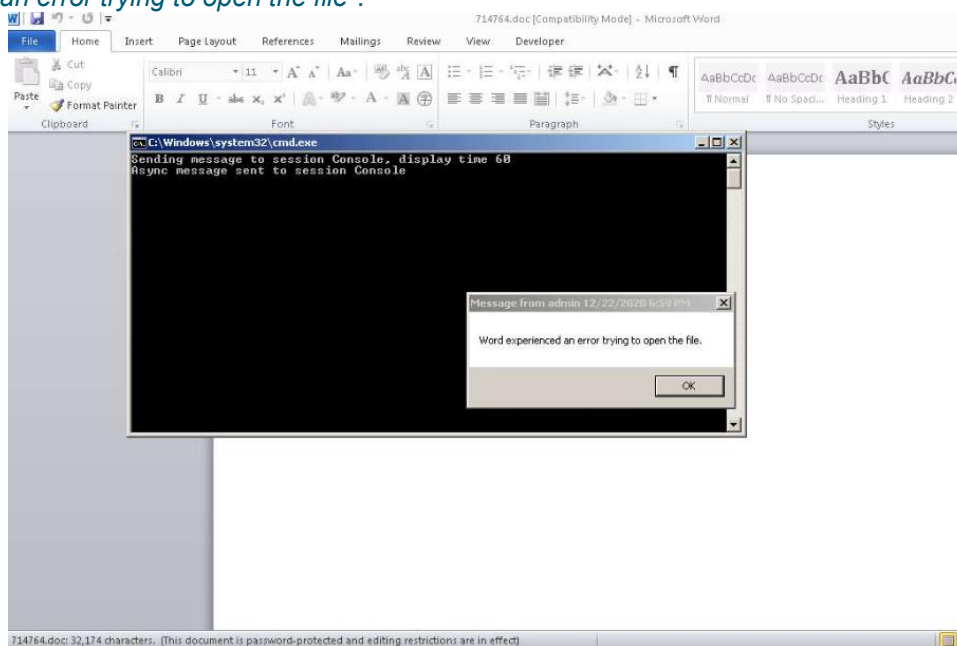 an error trying to open the file".
714764.doc [Compatibility Mode] - Microsoft Word
File Home Insert Page Layout References Mailings Review View Developer
Cut
Copy
Paste
Format Painter
Clipboard
Calibri 11
Font
Paragraph
AaBbCcDc AaBbCcDc AaBbC AaBbC
¶ Normal ¶ No Spaci... Heading 1 Heading 2
Styles
C:\Windows\system32\cmd.exe
Sending message to session Console, display time 60
Async message sent to session Console
Message from admin 12/22/2020 6:59 PM
Word experienced an error trying to open the file.
OK
714764.doc: 32,174 characters. (This document is password-protected and editing restrictions are in effect)